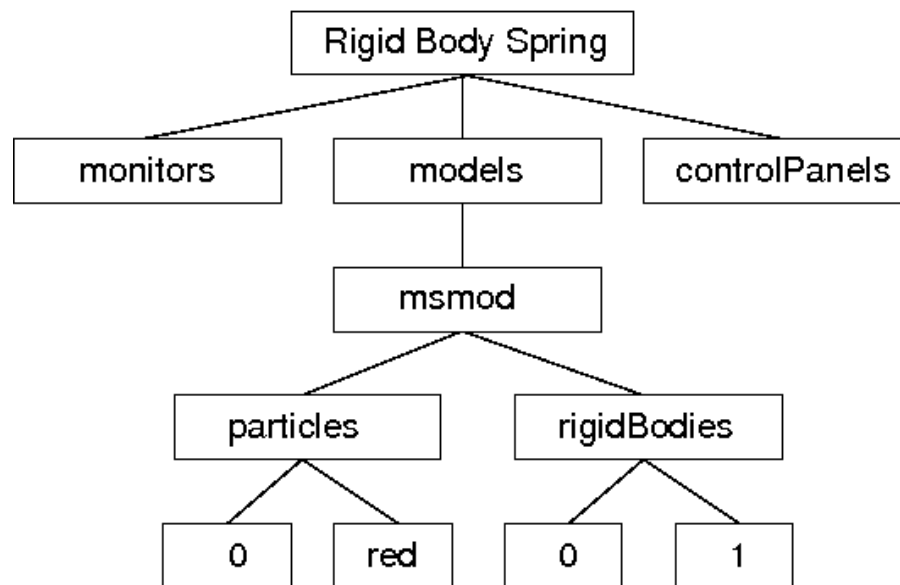 Rigid Body Spring
monitors
models
controlPanels
msmod
particles
rigidBodies
0
red
0
1